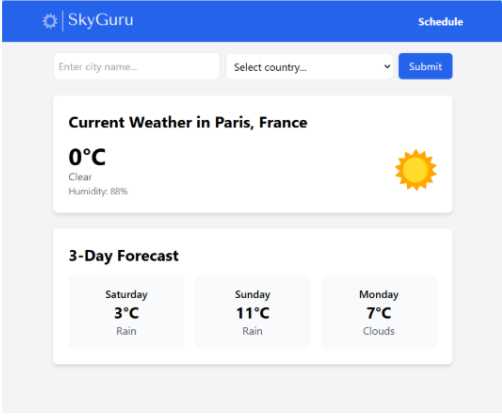 SkyGuru
Schedule
Enter city name...
Select country...
Submit
Current Weather in Paris, France
0°C
Clear
Humidity: 88%
3-Day Forecast
Saturday
3°C
Rain
Sunday
11°C
Rain
Monday
7°C
Clouds